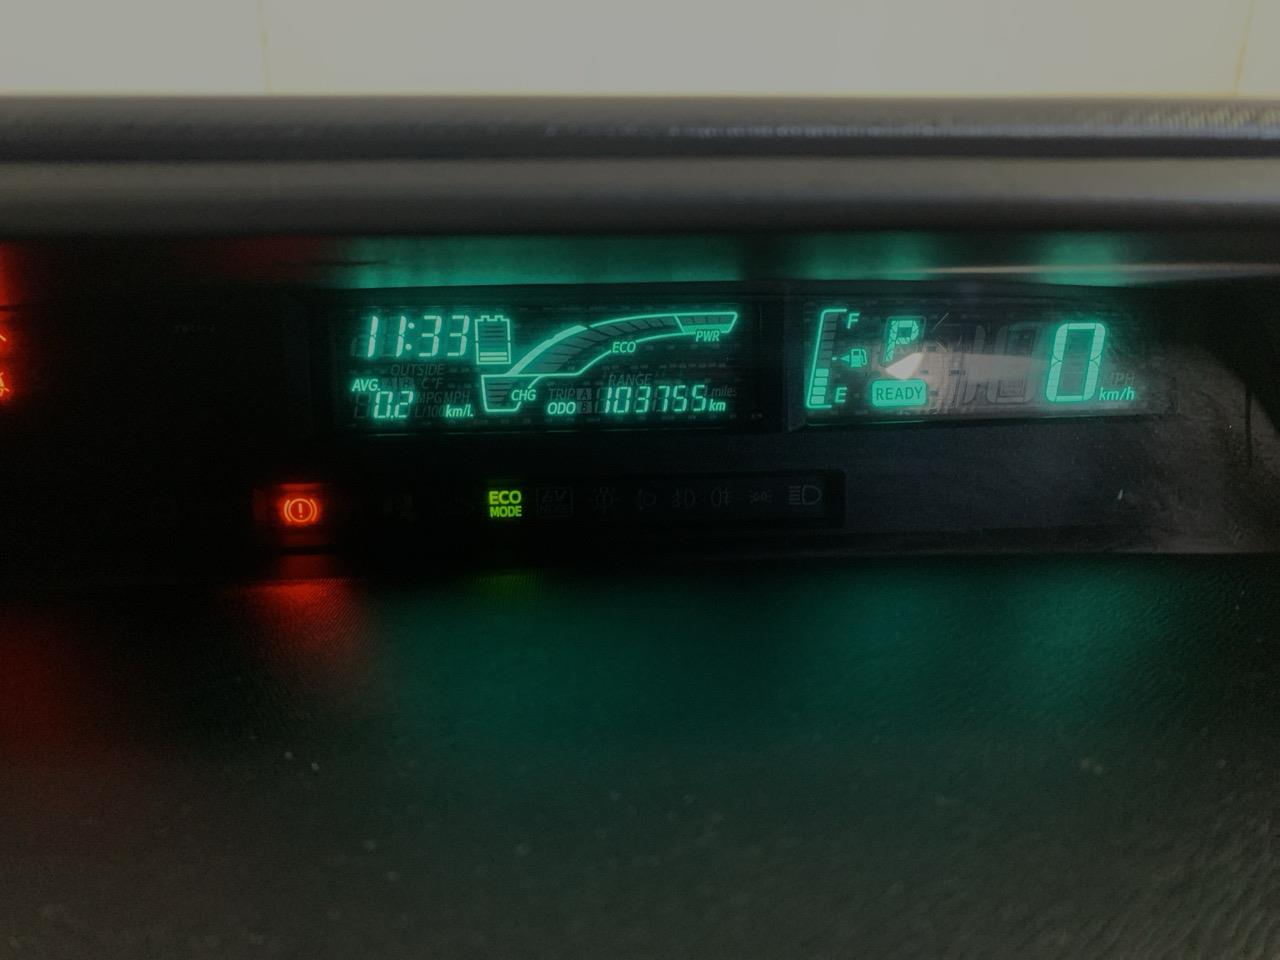 11:33
OUTSIDE
AVG.
°C °F
MPG MPH
0.2
L/100
km/L
CHG
ECO
PWR
RANGE
TRIP A
B
miles
ODO
103755 km
F
E
P
READY
0
MPH
km/h
ECO
MODE
EV